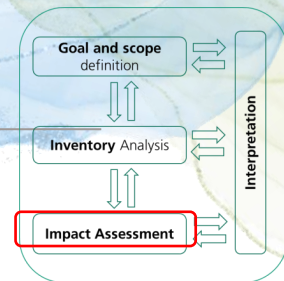 Goal and scope
definition
Inventory Analysis
Impact Assessment
Interpretation